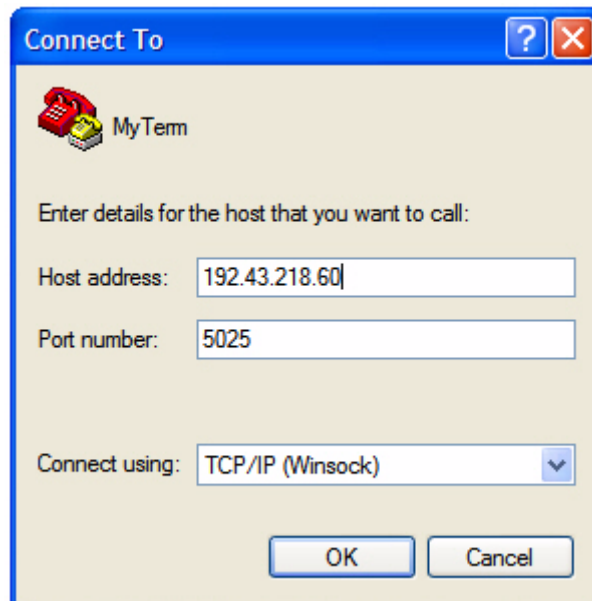 Connect To
MyTerm
Enter details for the host that you want to call:
Host address: 192.43.218.60
Port number: 5025
Connect using: TCP/IP (Winsock)
OK Cancel